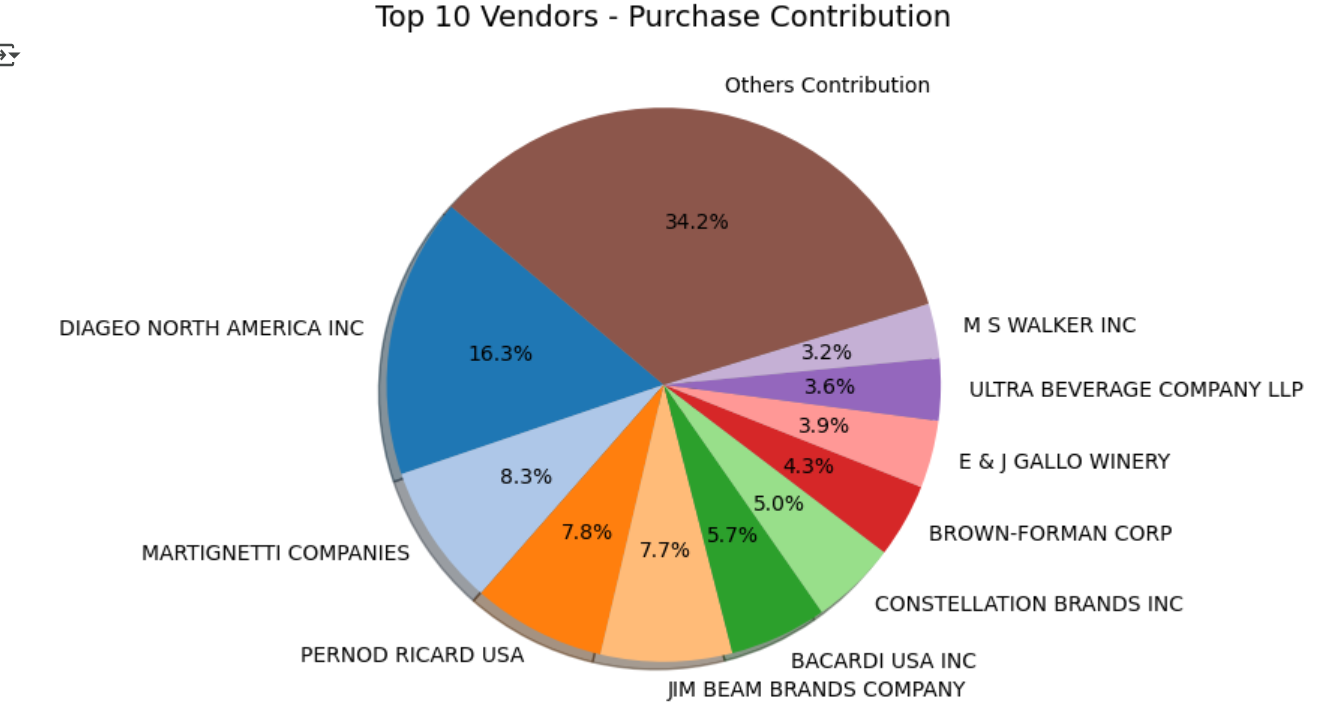 Top 10 Vendors - Purchase Contribution
Others Contribution
34.2%
DIAGEO NORTH AMERICA INC
16.3%
M S WALKER INC
3.2%
ULTRA BEVERAGE COMPANY LLP
3.6%
3.9%
E & J GALLO WINERY
4.3%
BROWN-FORMAN CORP
8.3%
MARTIGNETTI COMPANIES
5.0%
CONSTELLATION BRANDS INC
7.8%
PERNOD RICARD USA
5.7%
BACARDI USA INC
7.7%
JIM BEAM BRANDS COMPANY